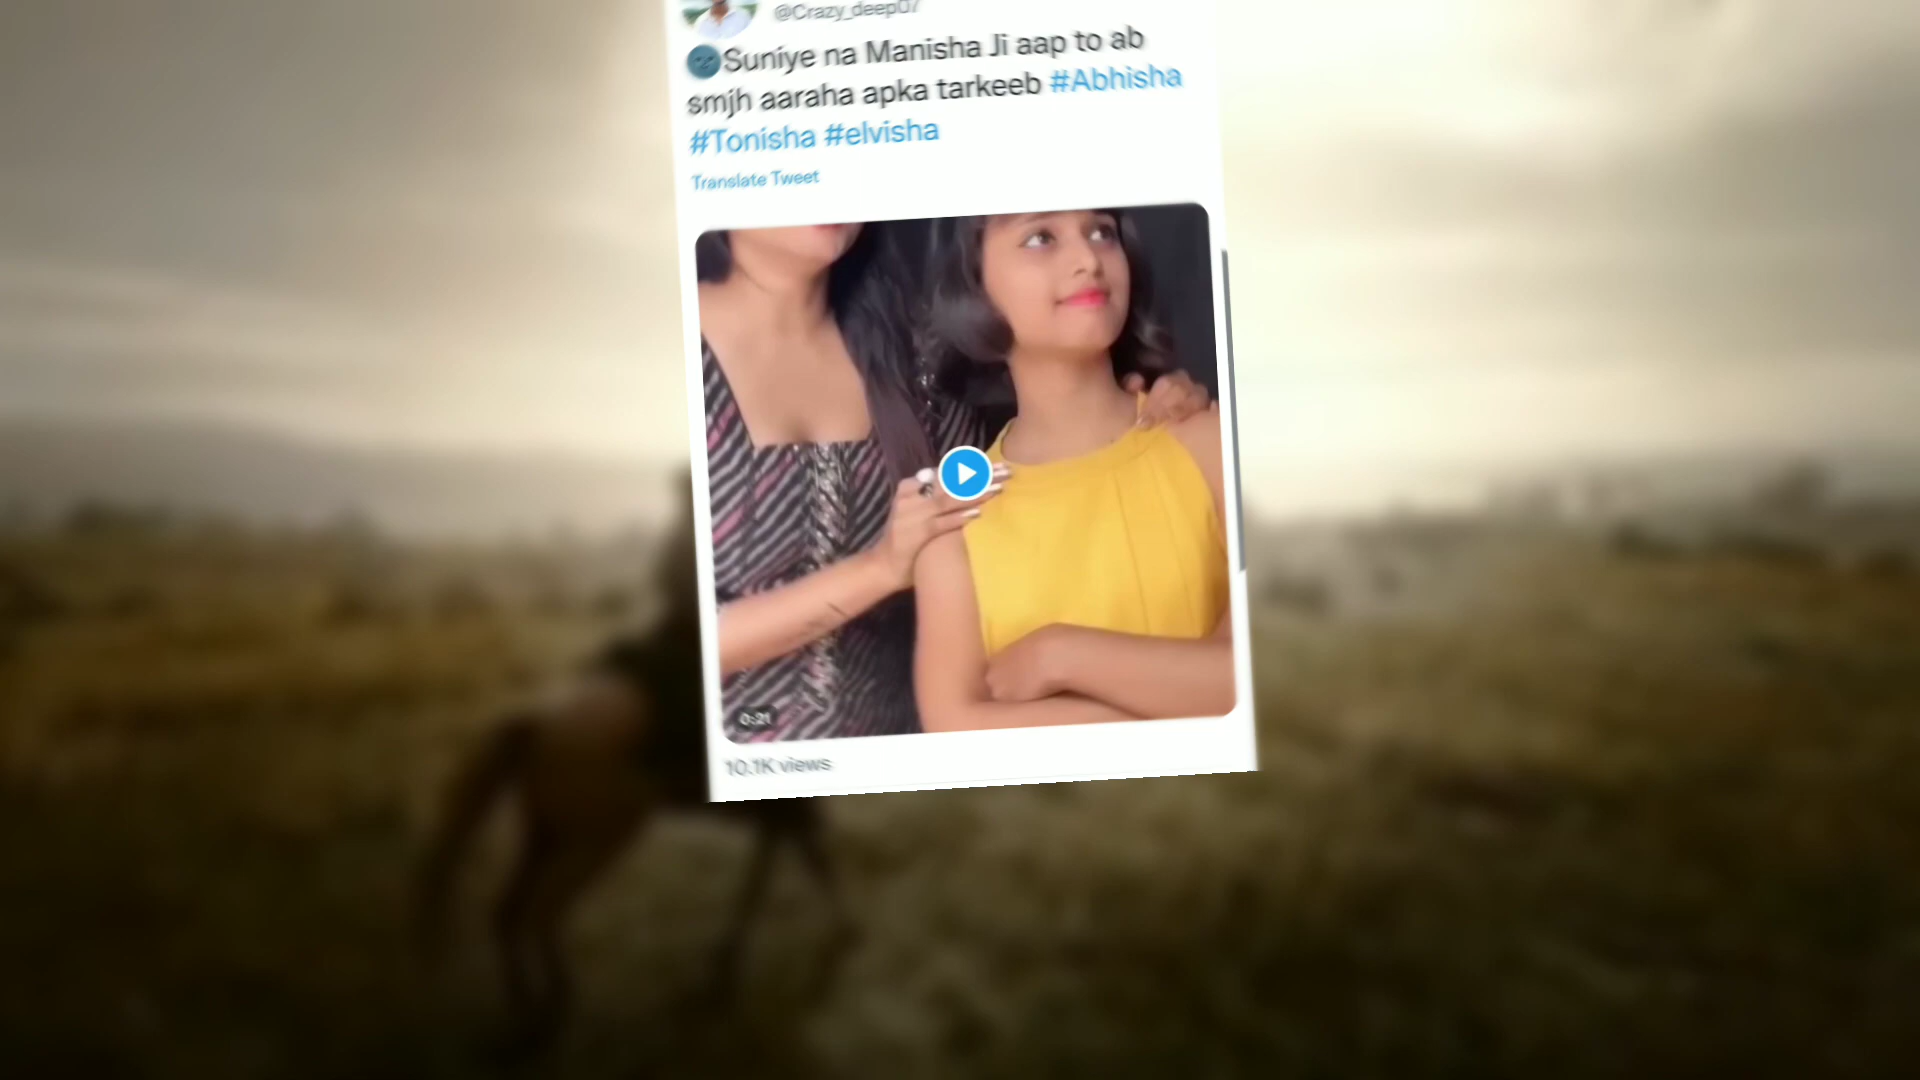 @Crazy_deep07
Suniye na Manisha Ji aap to ab
smjh aaraha apka tarkeeb #Abhisha
#Tonisha #elvisha
Translate Tweet
0:21
10.1K views